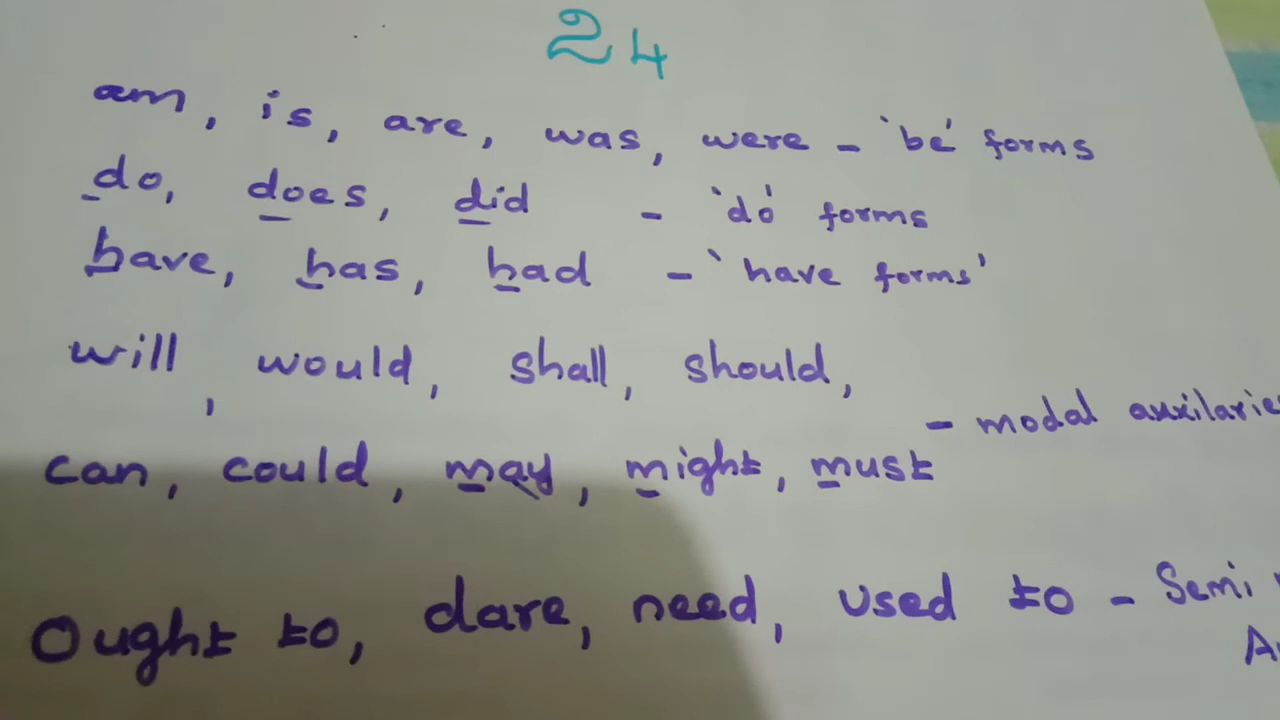 24
am, is, are, was, were - 'be' forms
do, does, did - 'do' forms
have, has, had - 'have forms'
will, would, shall, should,
- modal auxilarie
can, could, may, might, must
Ought to, dare, need, used to - Semi